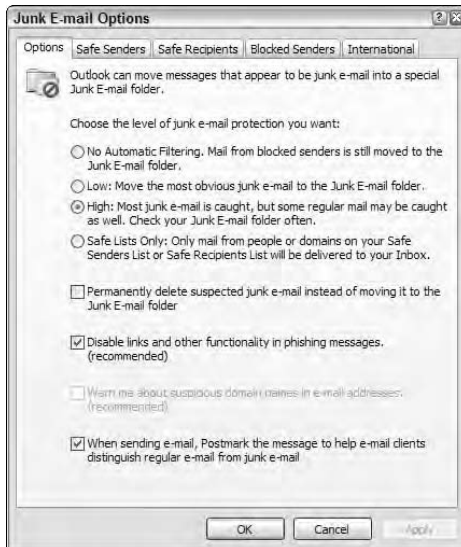 Junk E-mail Options
Options Safe Senders Safe Recipients Blocked Senders International
Outlook can move messages that appear to be junk e-mail into a special
Junk E-mail folder.
Choose the level of junk e-mail protection you want:
No Automatic Filtering. Mail from blocked senders is still moved to the
Junk E-mail folder.
Low: Move the most obvious junk e-mail to the Junk E-mail folder.
High: Most junk e-mail is caught, but some regular mail may be caught
as well. Check your Junk E-mail folder often.
Safe Lists Only: Only mail from people or domains on your Safe
Senders List or Safe Recipients List will be delivered to your Inbox.
Permanently delete suspected junk e-mail instead of moving it to the
Junk E-mail folder
Disable links and other functionality in phishing messages.
(recommended)
Warn me about suspicious domain names in e-mail addresses.
(recommended)
When sending e-mail, Postmark the message to help e-mail clients
distinguish regular e-mail from junk e-mail
OK Cancel Apply